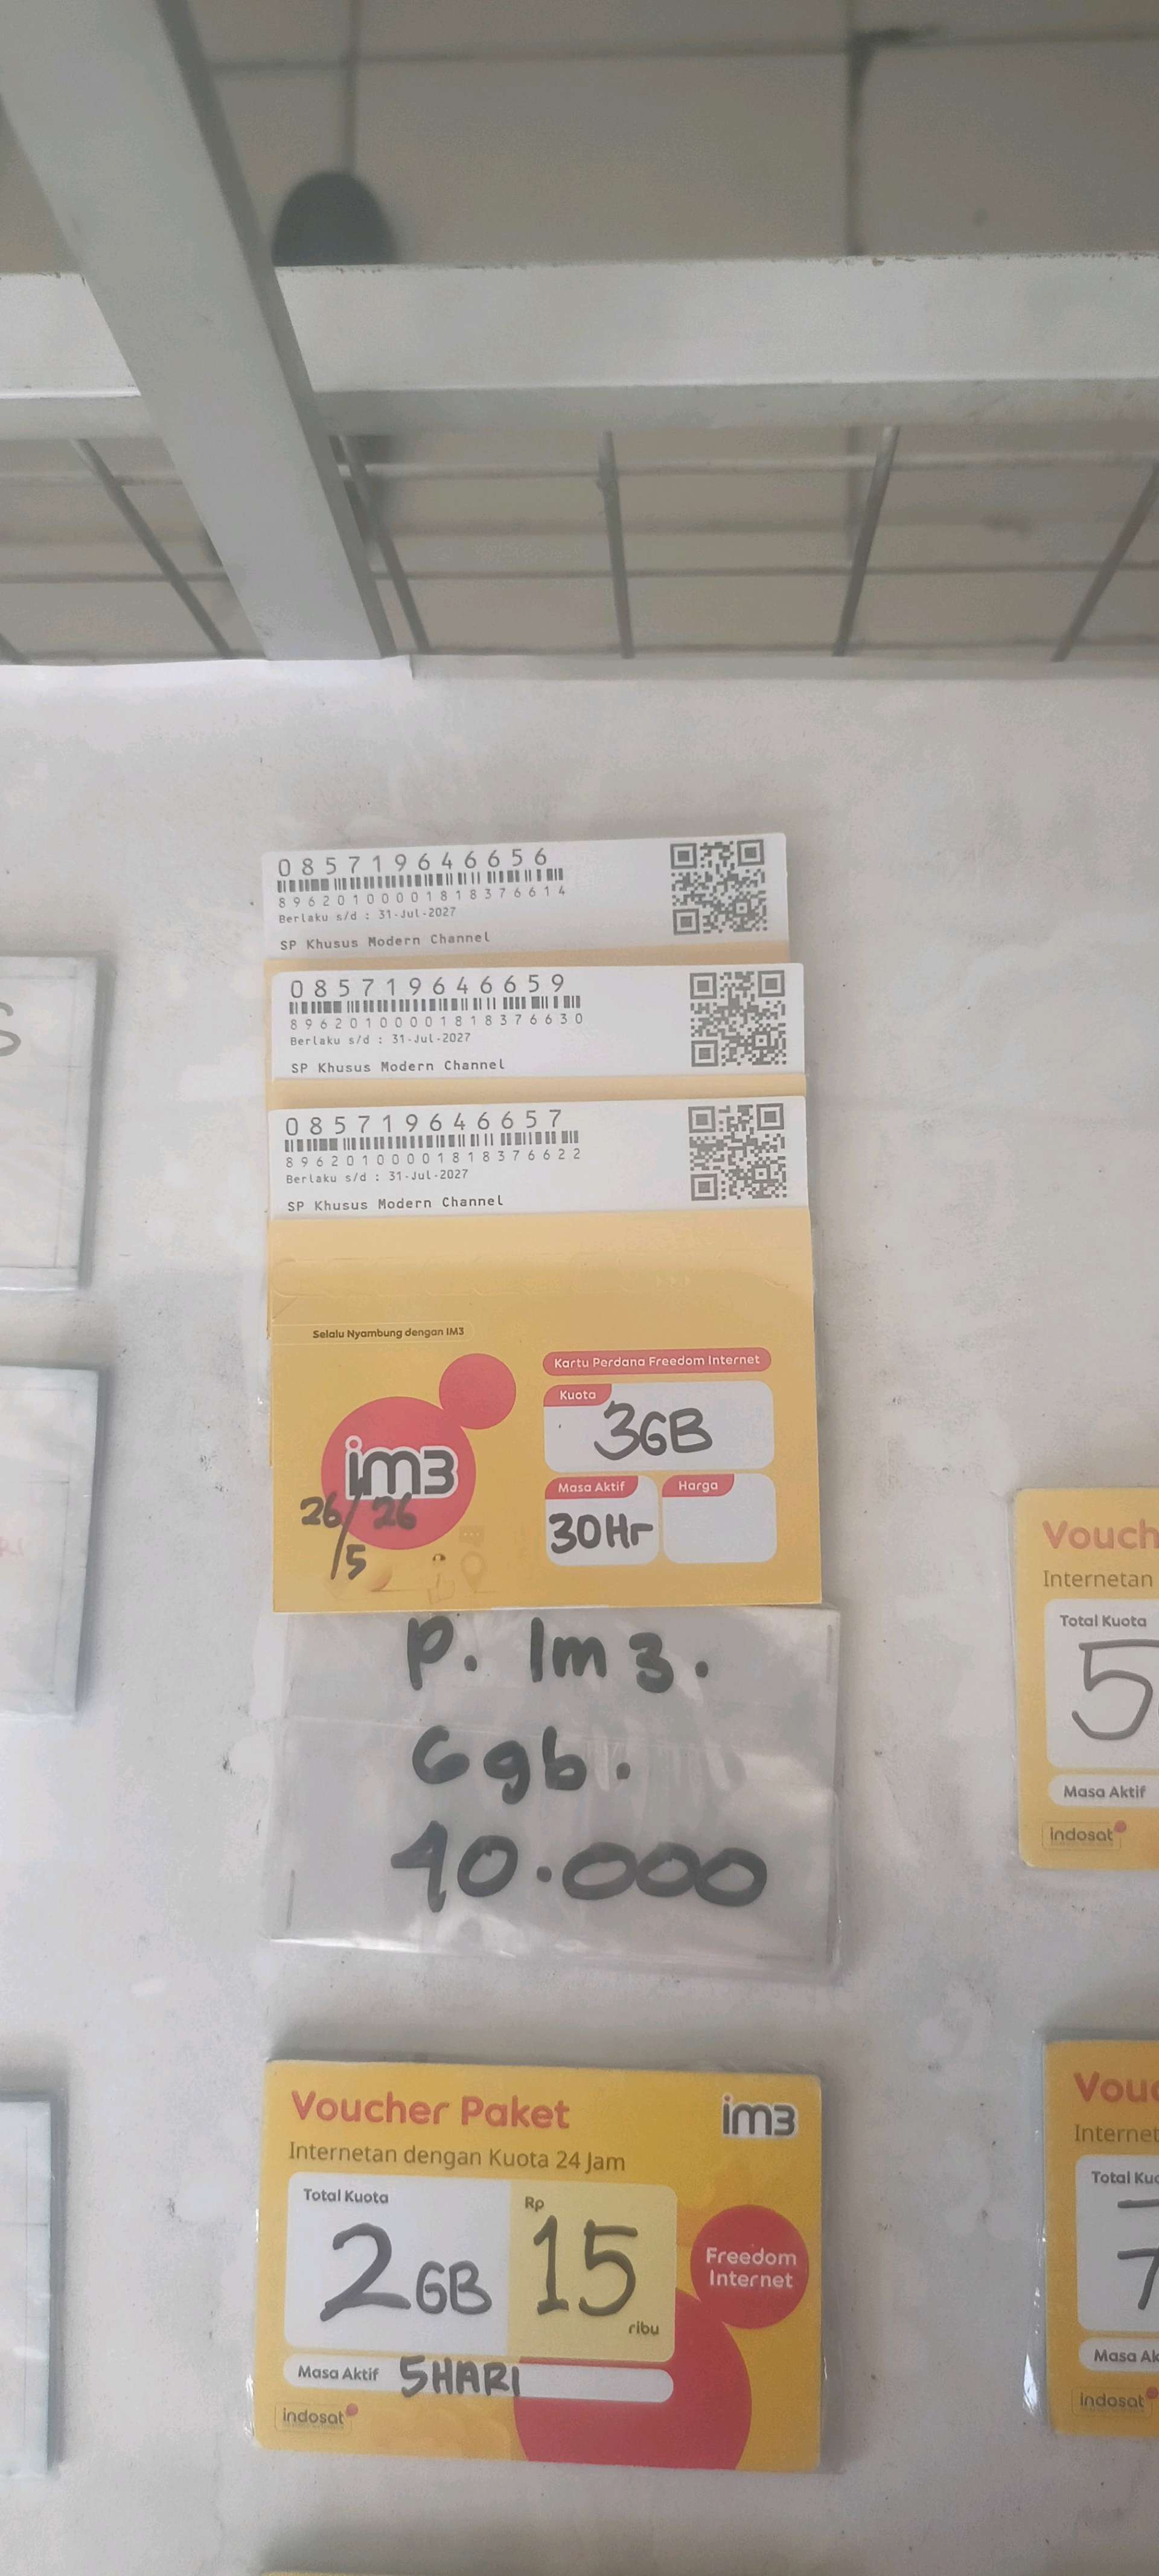 085719646656
89620100001818376614
Berlaku s/d : 31-Jul-2027
SP Khusus Modern Channel
085719646659
89620100001818376630
Berlaku s/d : 31-Jul-2027
SP Khusus Modern Channel
085719646657
89620100001818376622
Berlaku s/d : 31-Jul-2027
SP Khusus Modern Channel
Selalu Nyambung dengan IM3
Kartu Perdana Freedom Internet
Kuota
3GB
im3
Masa Aktif
Harga
30Hr
26/26
5
P. Im3.
6gb.
40.000
Voucher Paket
im3
Internetan dengan Kuota 24 Jam
Total Kuota
Rp
2GB
15
ribu
Freedom
Internet
Masa Aktif 5HARI
indosat
Vouch
Internetan
Total Kuota
5
Masa Aktif
indosat
Vouc
Internet
Total Kuo
7
Masa Ak
indosat